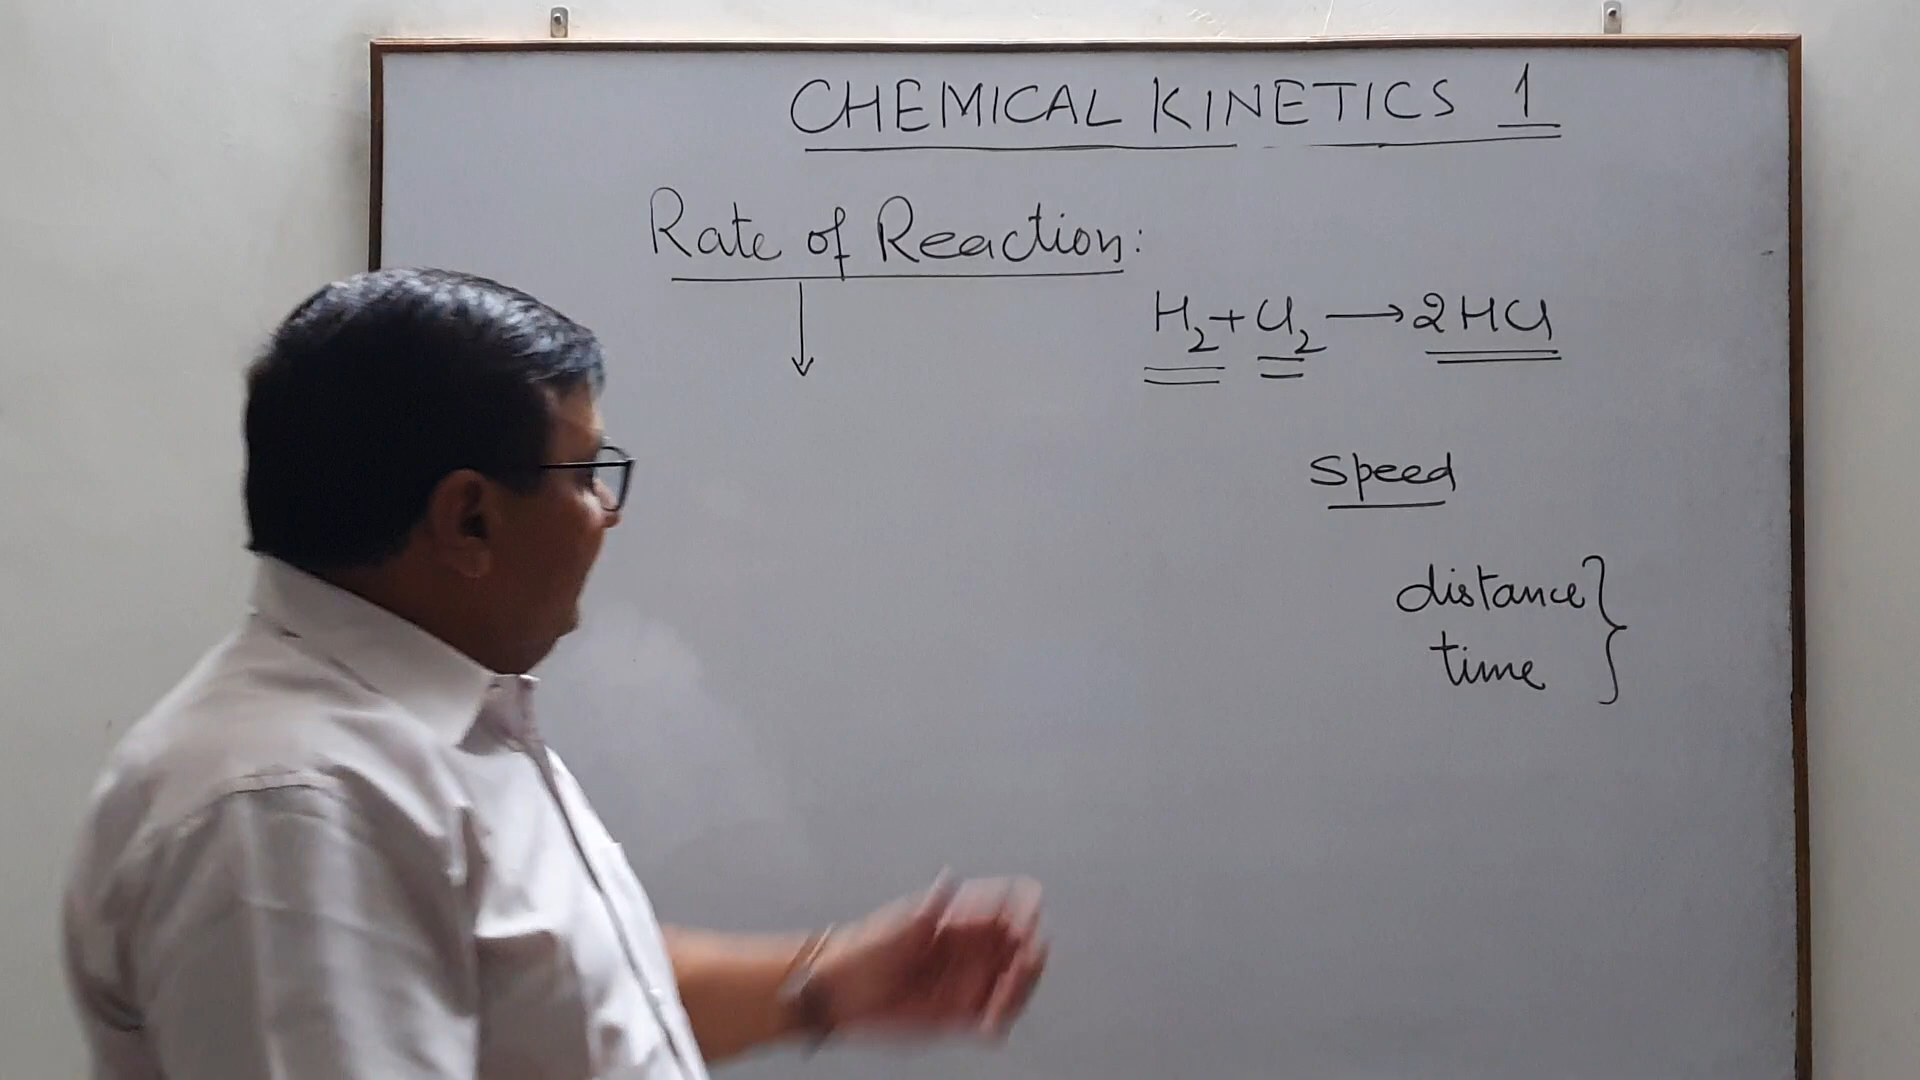 CHEMICAL KINETICS 1
Rate of Reaction:
H₂ + Cl₂ → 2HCl
Speed
distance }
time